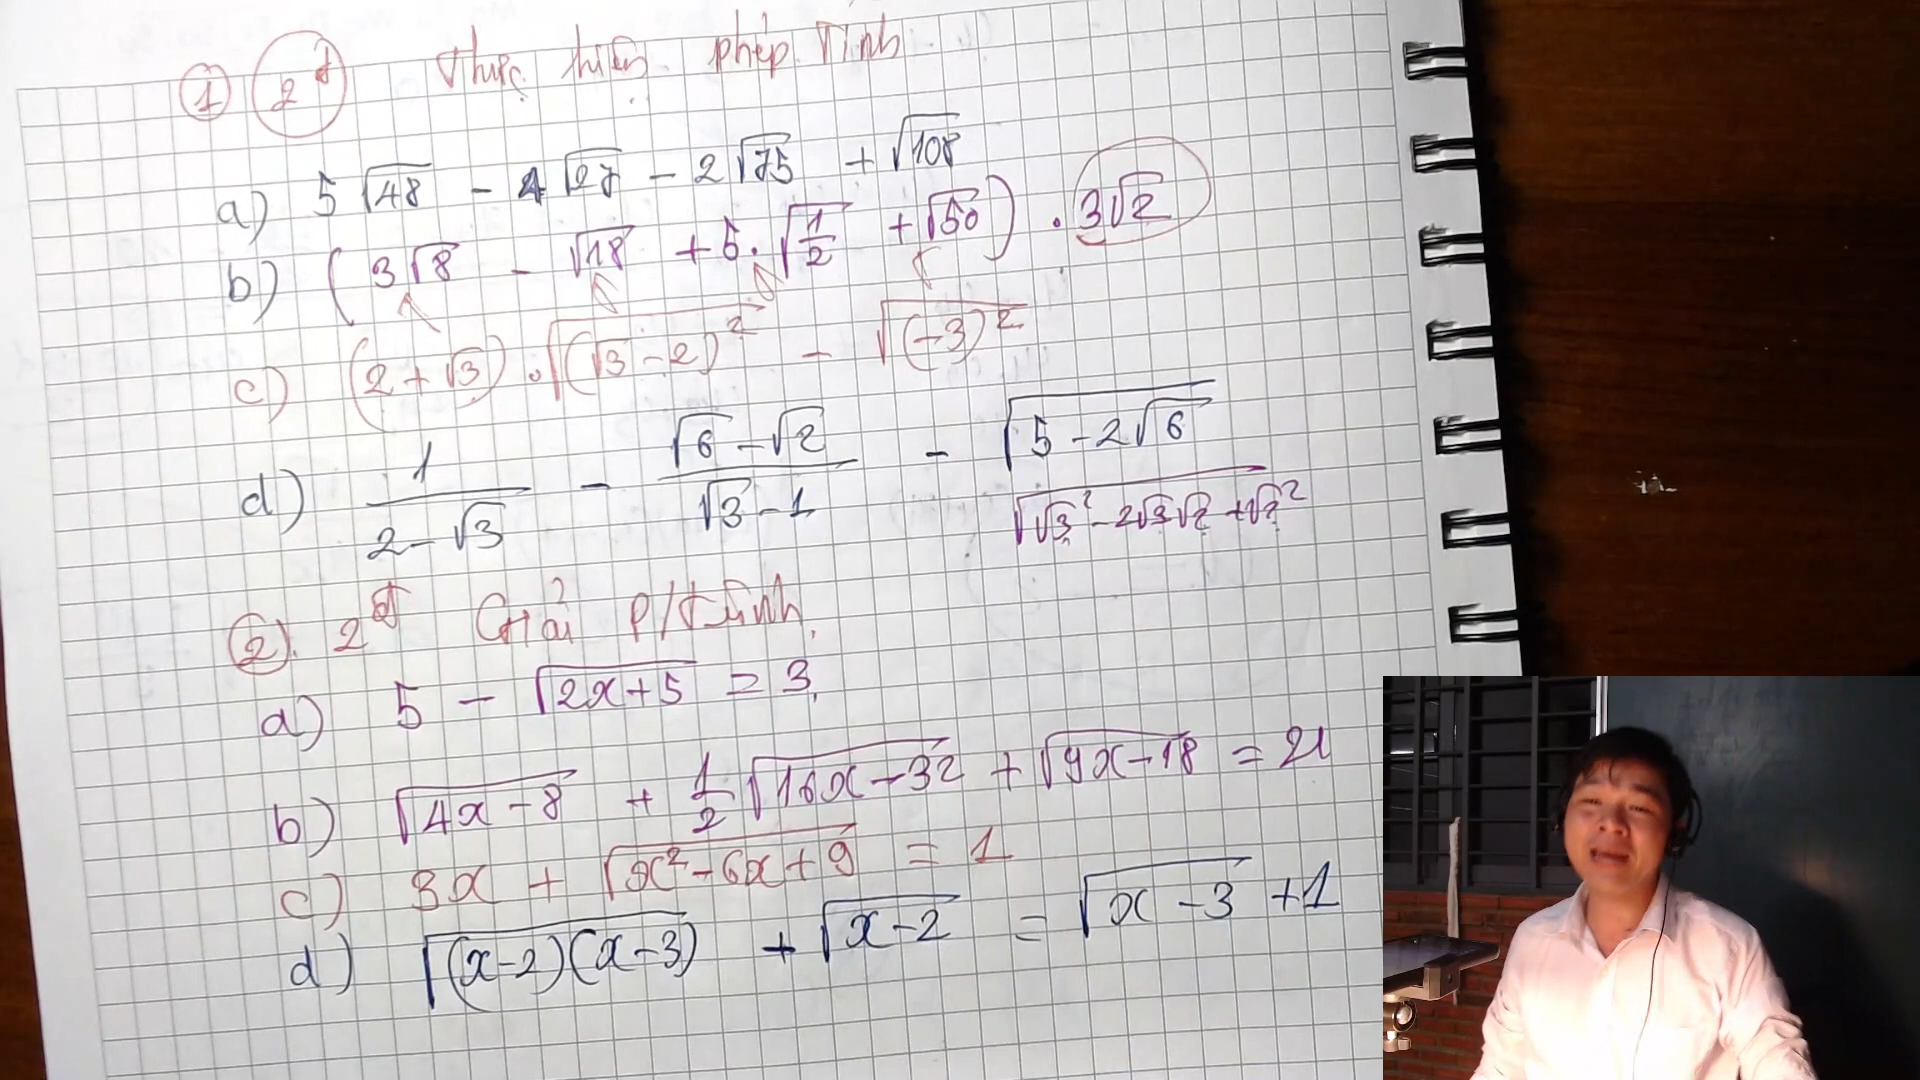 ① 2đ Thực hiện phép tính
a) 5√48 - 4√27 - 2√75 + √108
b) (3√8 - √18 + 5.√(1/2) + √50) . 3√2
c) (2 + √3) . √((√3 - 2)²) - √((-3)²)
d) 1/(2 - √3) - (√6 - √2)/(√3 - 1) - √(5 - 2√6)
√(√3² - 2√3√2 + √2²)
②. 2đ Giải P/trình.
a) 5 - √(2x+5) = 3
b) √(4x - 8) + 1/2 √(16x - 32) + √(9x - 18) = 21
c) 3x + √(x² - 6x + 9) = 1
d) √((x-2)(x-3)) + √(x-2) = √(x-3) + 1